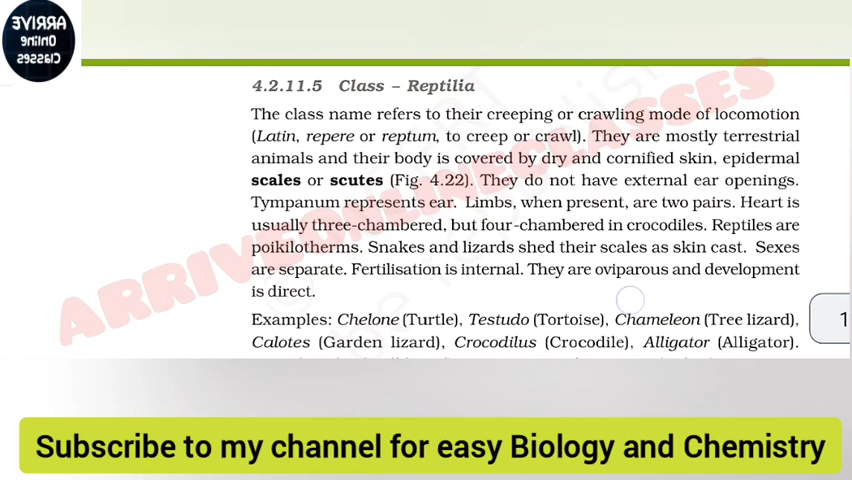 ARRIVE
Online
Classes
4.2.11.5 Class – Reptilia
The class name refers to their creeping or crawling mode of locomotion
(Latin, repere or reptum, to creep or crawl). They are mostly terrestrial
animals and their body is covered by dry and cornified skin, epidermal
scales or scutes (Fig. 4.22). They do not have external ear openings.
Tympanum represents ear. Limbs, when present, are two pairs. Heart is
usually three-chambered, but four-chambered in crocodiles. Reptiles are
poikilotherms. Snakes and lizards shed their scales as skin cast. Sexes
are separate. Fertilisation is internal. They are oviparous and development
is direct.
Examples: Chelone (Turtle), Testudo (Tortoise), Chameleon (Tree lizard),
Calotes (Garden lizard), Crocodilus (Crocodile), Alligator (Alligator).
1
ARRIVEONLINECLASSES
Subscribe to my channel for easy Biology and Chemistry